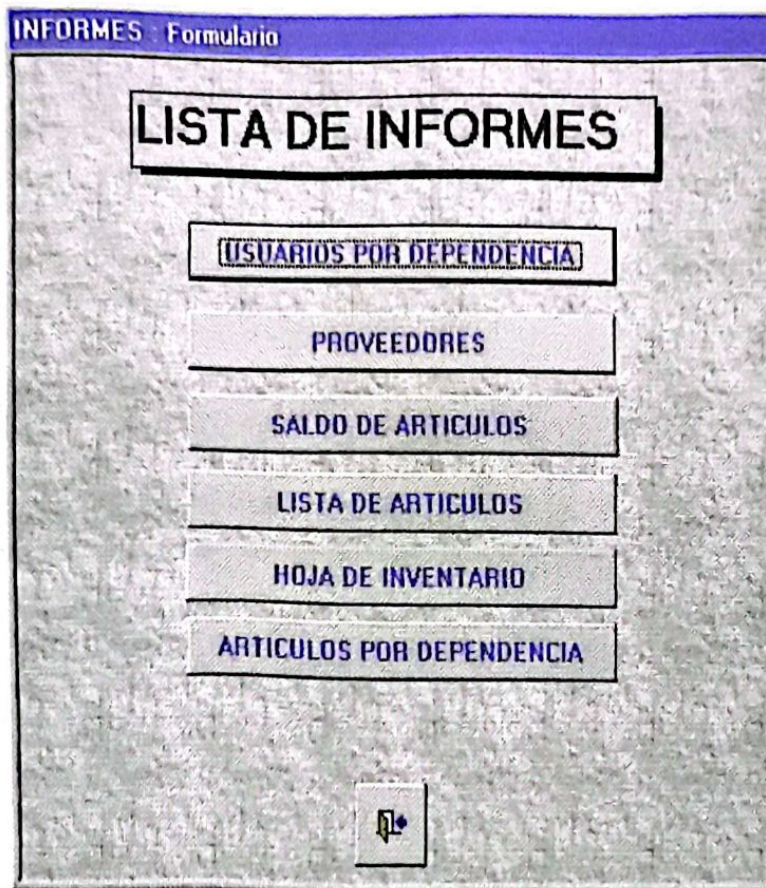 INFORMES : Formulario
LISTA DE INFORMES
USUARIOS POR DEPENDENCIA
PROVEEDORES
SALDO DE ARTICULOS
LISTA DE ARTICULOS
HOJA DE INVENTARIO
ARTICULOS POR DEPENDENCIA